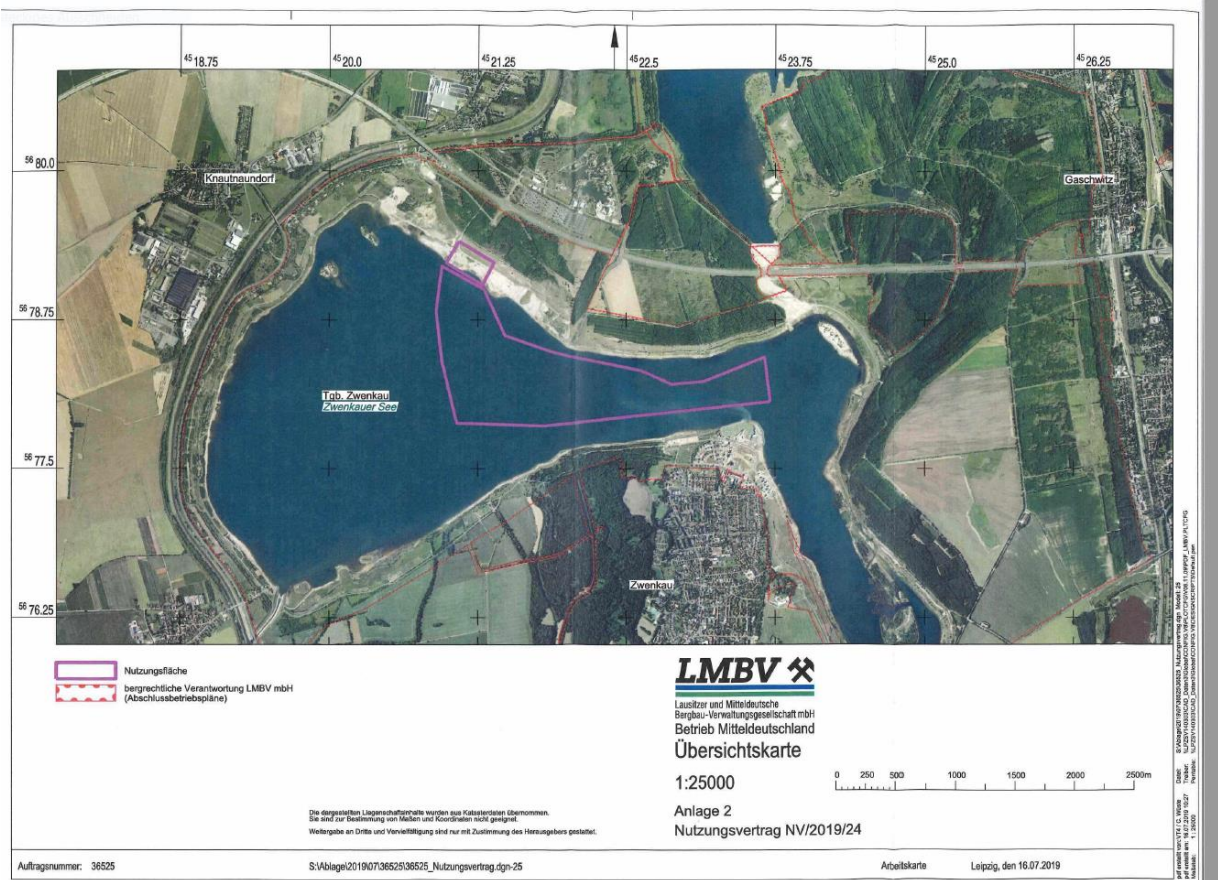 45 18.75
45 20.0
45 21.25
45 22.5
45 23.75
45 25.0
45 26.25
56 80.0
Knautnaundorf
Gaschwitz
56 78.75
Tgb. Zwenkau
Zwenkauer See
56 77.5
Zwenkau
56 76.25
Nutzungsfläche
bergrechtliche Verantwortung LMBV mbH
(Abschlussbetriebspläne)
LMBV
Lausitzer und Mitteldeutsche
Bergbau-Verwaltungsgesellschaft mbH
Betrieb Mitteldeutschland
Übersichtskarte
1:25000
0 250 500 1000 1500 2000 2500m
Anlage 2
Nutzungsvertrag NV/2019/24
Die dargestellten Liegenschaftsinhalte wurden aus Katasterdaten übernommen.
Sie sind zur Bestimmung von Maßen und Koordinaten nicht geeignet.
Weitergabe an Dritte und Vervielfältigung sind nur mit Zustimmung des Herausgebers gestattet.
Auftragsnummer: 36525
S:\Ablage\2019\07\36525\36525_Nutzungsvertrag.dgn-25
Arbeitskarte
Leipzig, den 16.07.2019